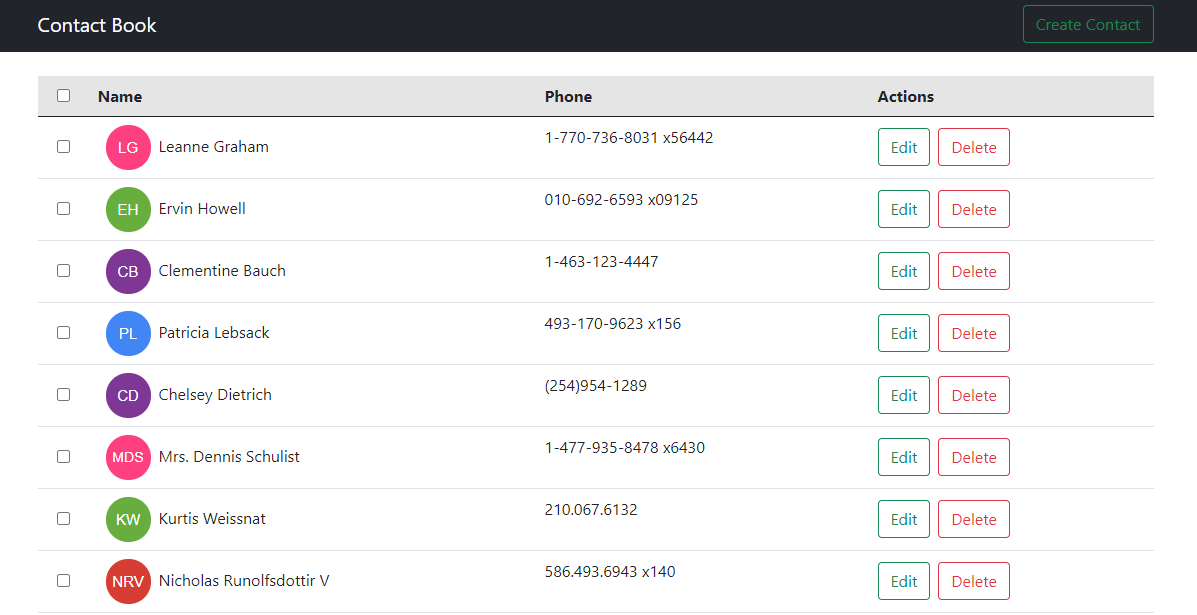 Contact Book Create Contact
Name Phone Actions
LG Leanne Graham 1-770-736-8031 x56442 Edit Delete
EH Ervin Howell 010-692-6593 x09125 Edit Delete
CB Clementine Bauch 1-463-123-4447 Edit Delete
PL Patricia Lebsack 493-170-9623 x156 Edit Delete
CD Chelsey Dietrich (254)954-1289 Edit Delete
MDS Mrs. Dennis Schulist 1-477-935-8478 x6430 Edit Delete
KW Kurtis Weissnat 210.067.6132 Edit Delete
NRV Nicholas Runolfsdottir V 586.493.6943 x140 Edit Delete